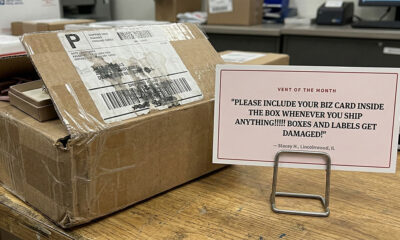 P
VENT OF THE MONTH
"PLEASE INCLUDE YOUR BIZ CARD INSIDE
THE BOX WHENEVER YOU SHIP
ANYTHING!!!!! BOXES AND LABELS GET
DAMAGED!"
— Stacey H., Lincolnwood, IL